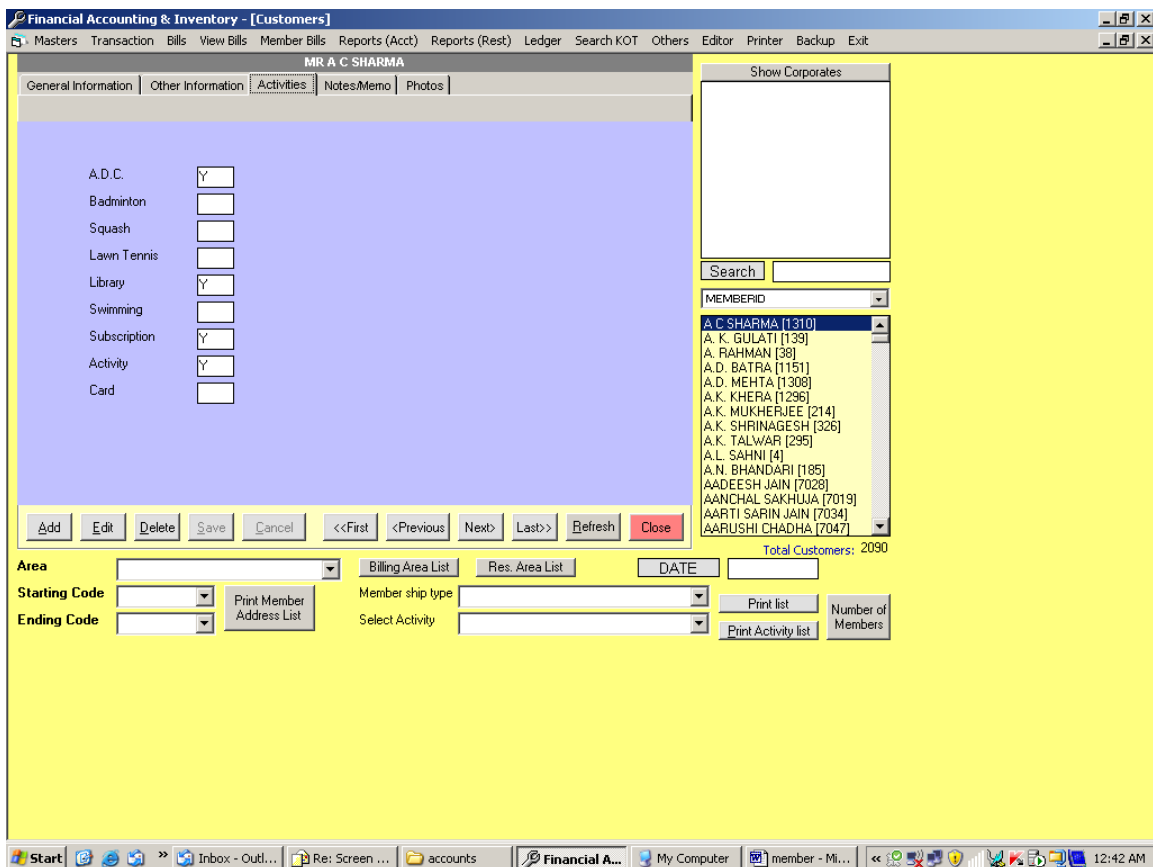 Financial Accounting & Inventory - [Customers]
Masters Transaction Bills View Bills Member Bills Reports (Acct) Reports (Rest) Ledger Search KOT Others Editor Printer Backup Exit
MR A C SHARMA
General Information Other Information Activities Notes/Memo Photos
A.D.C. Y
Badminton
Squash
Lawn Tennis
Library Y
Swimming
Subscription Y
Activity Y
Card
Add Edit Delete Save Cancel <<First <Previous Next> Last>> Refresh Close
Show Corporates
Search
MEMBERID
A C SHARMA [1310]
A. K. GULATI [139]
A. RAHMAN [38]
A.D. BATRA [1151]
A.D. MEHTA [1308]
A.K. KHERA [1296]
A.K. MUKHERJEE [214]
A.K. SHRINAGESH [326]
A.K. TALWAR [295]
A.L. SAHNI [4]
A.N. BHANDARI [185]
AADEESH JAIN [7028]
AANCHAL SAKHUJA [7019]
AARTI SARIN JAIN [7034]
AARUSHI CHADHA [7047]
Total Customers: 2090
Area Billing Area List Res. Area List DATE
Starting Code Print Member Address List Member ship type Print list Number of Members
Ending Code Select Activity Print Activity list
Start » Inbox - Outl... Re: Screen ... accounts Financial A... My Computer member - Mi... « 12:42 AM